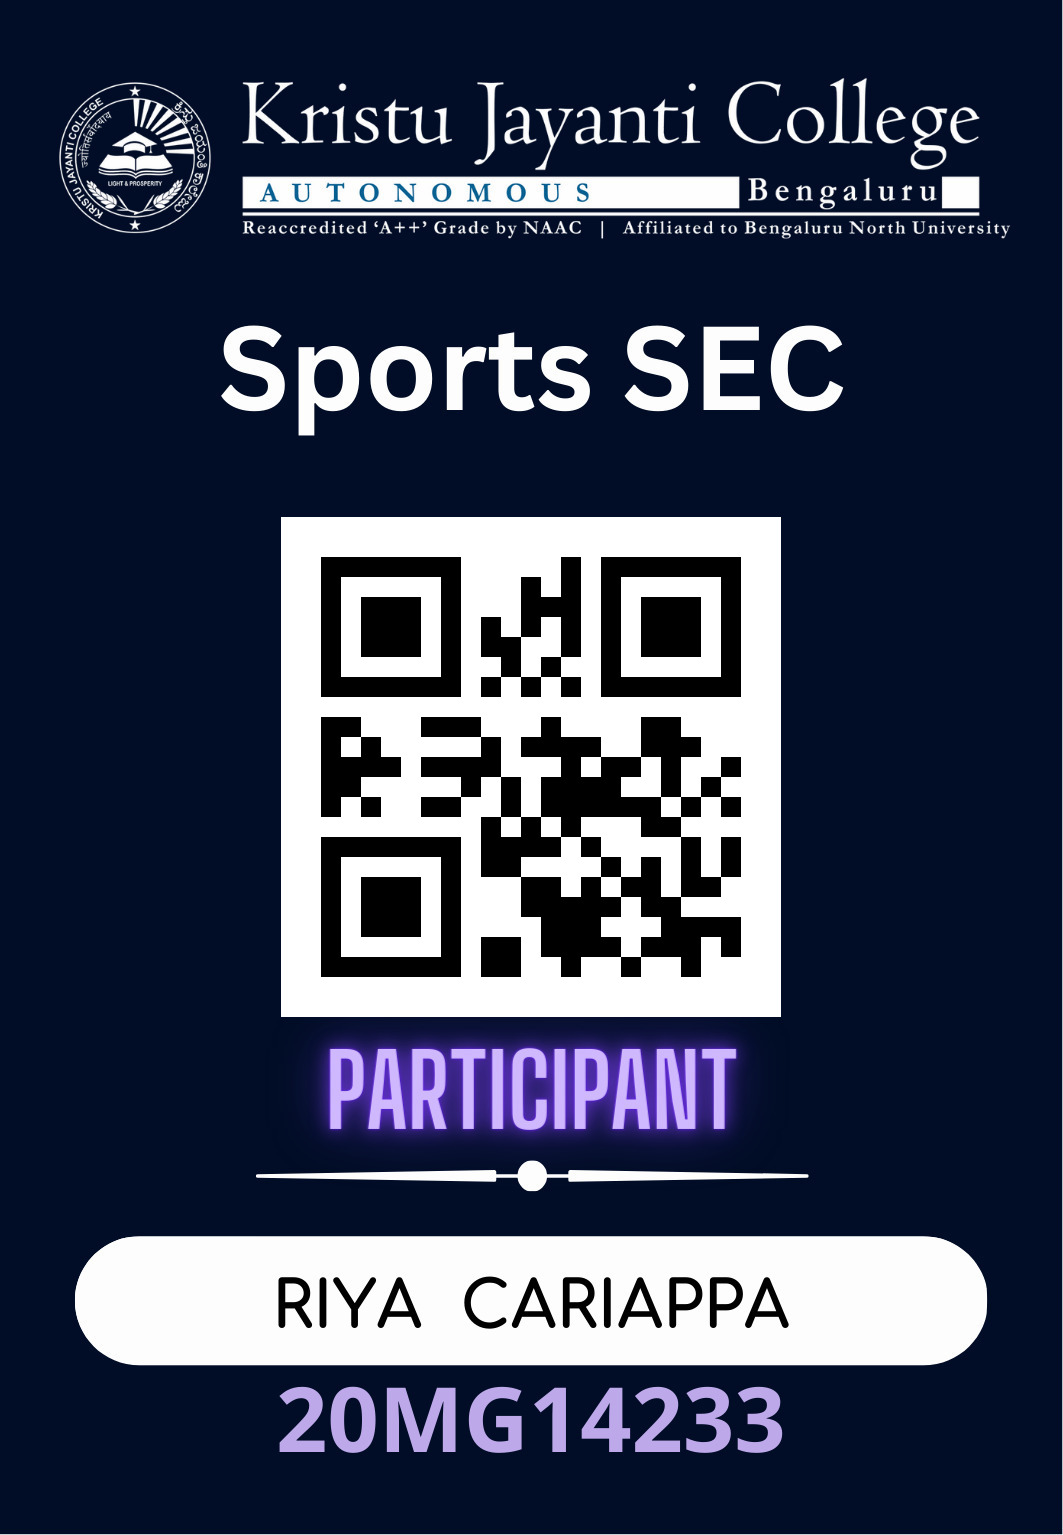 KRISTU JAYANTI COLLEGE
ಕ್ರಿಸ್ತು ಜಯಂತಿ ಕಾಲೇಜು
LIGHT & PROSPERITY
Kristu Jayanti College
AUTONOMOUS Bengaluru
Reaccredited ‘A++’ Grade by NAAC | Affiliated to Bengaluru North University
Sports SEC
PARTICIPANT
RIYA CARIAPPA
20MG14233